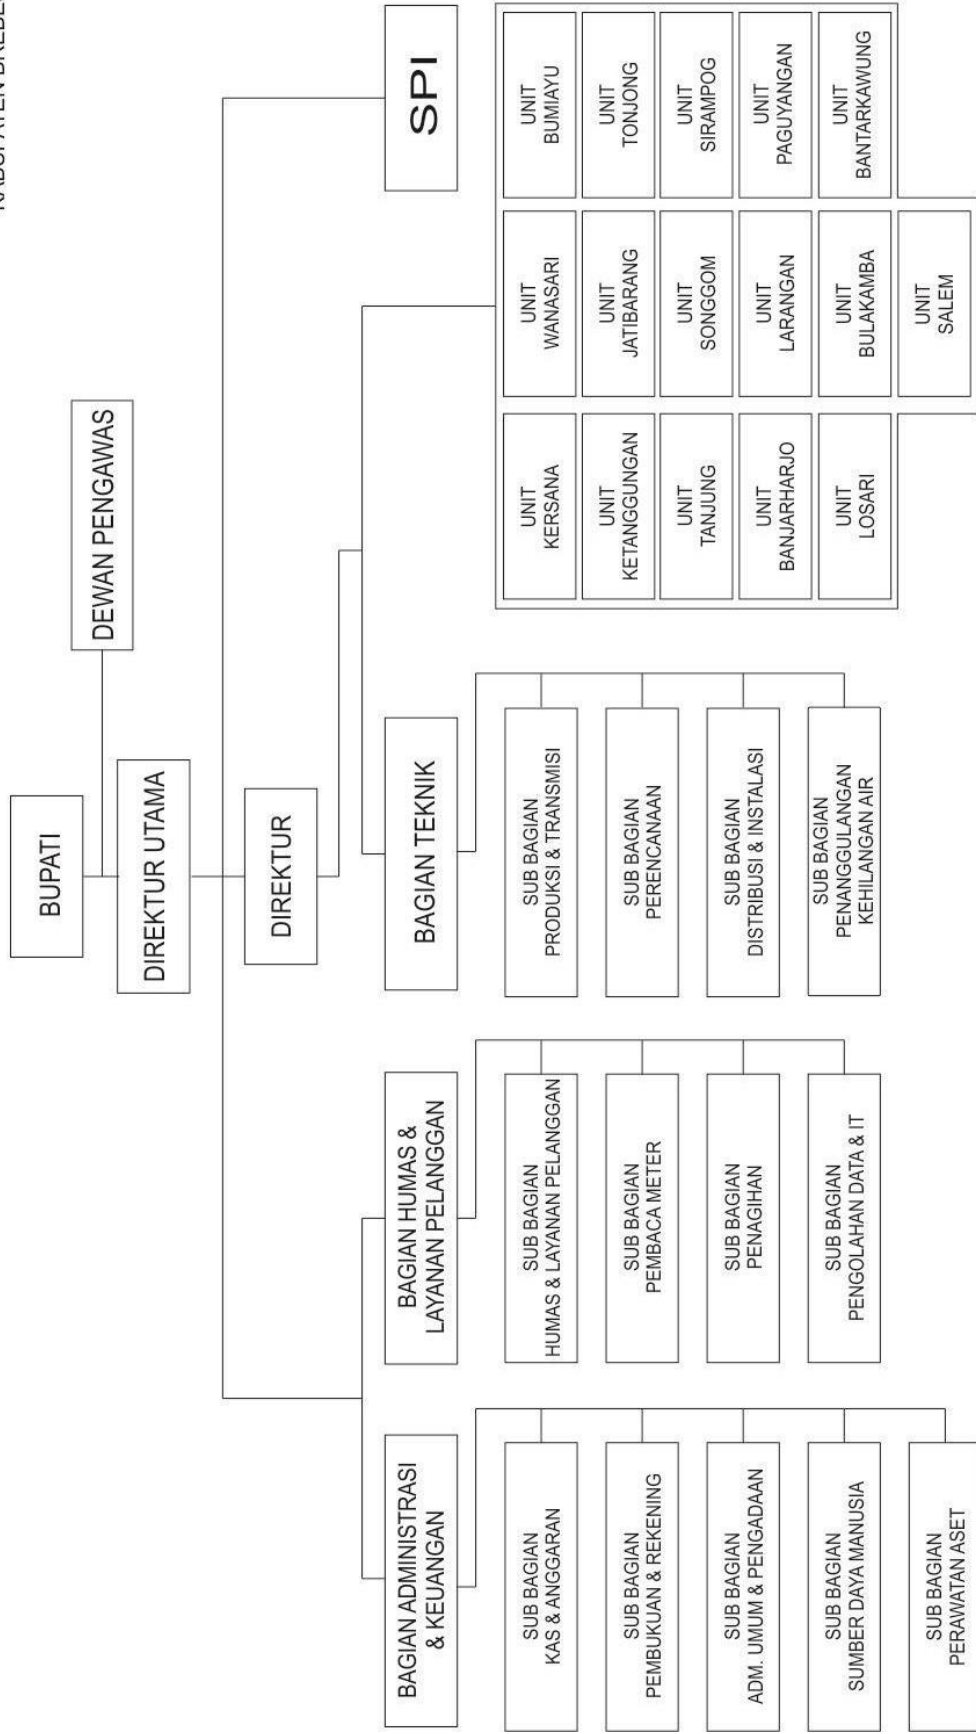 BUPATI
DEWAN PENGAWAS
DIREKTUR UTAMA
DIREKTUR
BAGIAN ADMINISTRASI
& KEUANGAN
BAGIAN HUMAS &
LAYANAN PELANGGAN
BAGIAN TEKNIK
SPI
SUB BAGIAN
KAS & ANGGARAN
SUB BAGIAN
PEMBUKUAN & REKENING
SUB BAGIAN
ADM. UMUM & PENGADAAN
SUB BAGIAN
SUMBER DAYA MANUSIA
SUB BAGIAN
PERAWATAN ASET
SUB BAGIAN
HUMAS & LAYANAN PELANGGAN
SUB BAGIAN
PEMBACA METER
SUB BAGIAN
PENAGIHAN
SUB BAGIAN
PENGOLAHAN DATA & IT
SUB BAGIAN
PRODUKSI & TRANSMISI
SUB BAGIAN
PERENCANAAN
SUB BAGIAN
DISTRIBUSI & INSTALASI
SUB BAGIAN
PENANGGULANGAN
KEHILANGAN AIR
UNIT
KERSANA
UNIT
KETANGGUNGAN
UNIT
TANJUNG
UNIT
BANJARHARJO
UNIT
LOSARI
UNIT
WANASARI
UNIT
JATIBARANG
UNIT
SONGGOM
UNIT
LARANGAN
UNIT
BULAKAMBA
UNIT
SALEM
UNIT
BUMIAYU
UNIT
TONJONG
UNIT
SIRAMPOG
UNIT
PAGUYANGAN
UNIT
BANTARKAWUNG